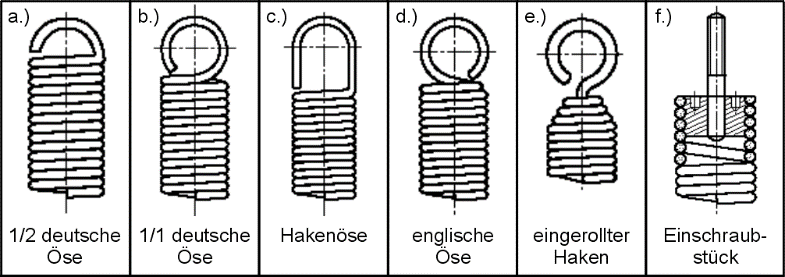 a.)
b.)
c.)
d.)
e.)
f.)
1/2 deutsche
Öse
1/1 deutsche
Öse
Hakenöse
englische
Öse
eingerollter
Haken
Einschraub-
stück